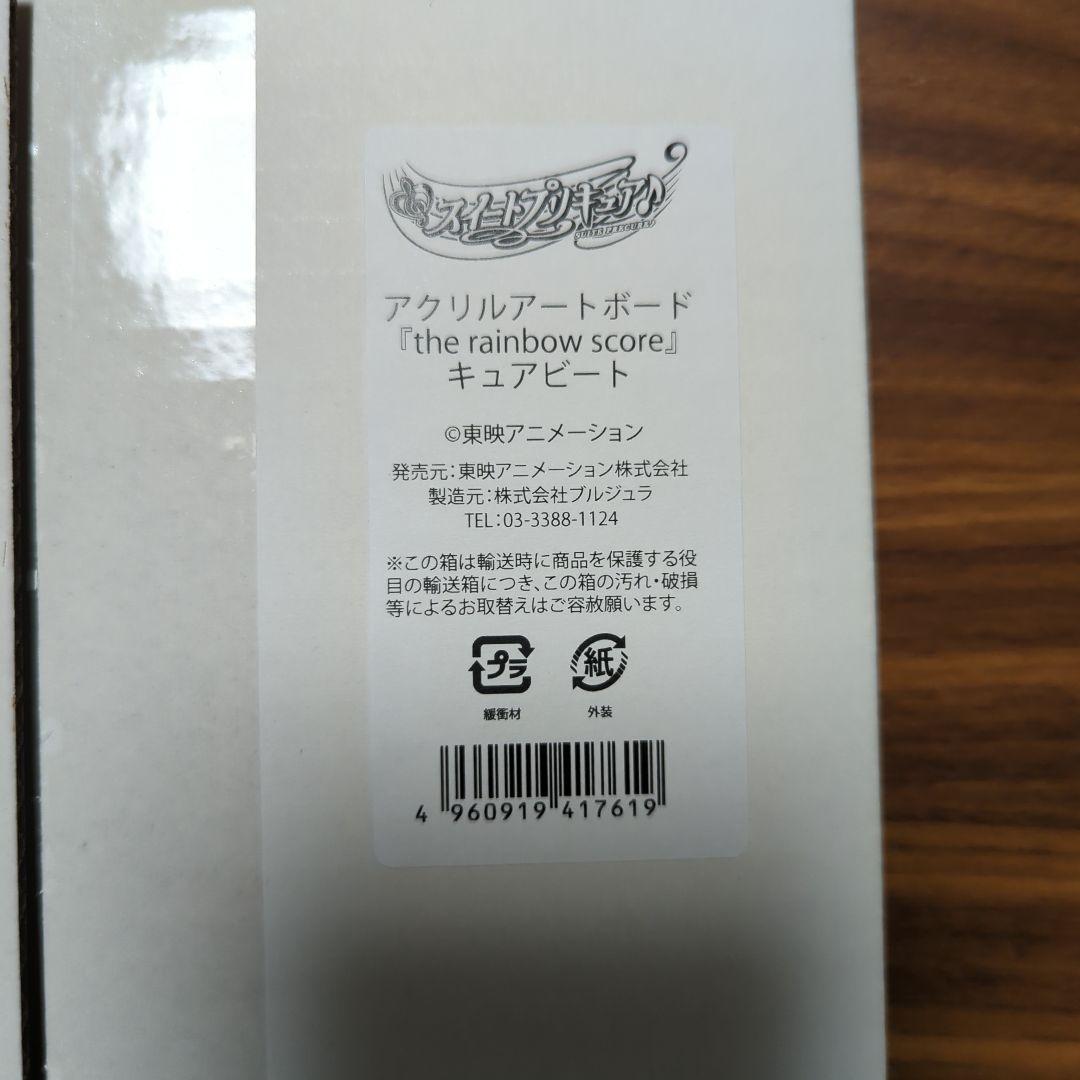 スイートプリキュア♪
SUITE PRECURE♪
アクリルアートボード
『the rainbow score』
キュアビート
©東映アニメーション
発売元：東映アニメーション株式会社
製造元：株式会社ブルジュラ
TEL：03-3388-1124
※この箱は輸送時に商品を保護する役
目の輸送箱につき、この箱の汚れ・破損
等によるお取替えはご容赦願います。
プラ 紙
緩衝材 外装
4 960919 417619